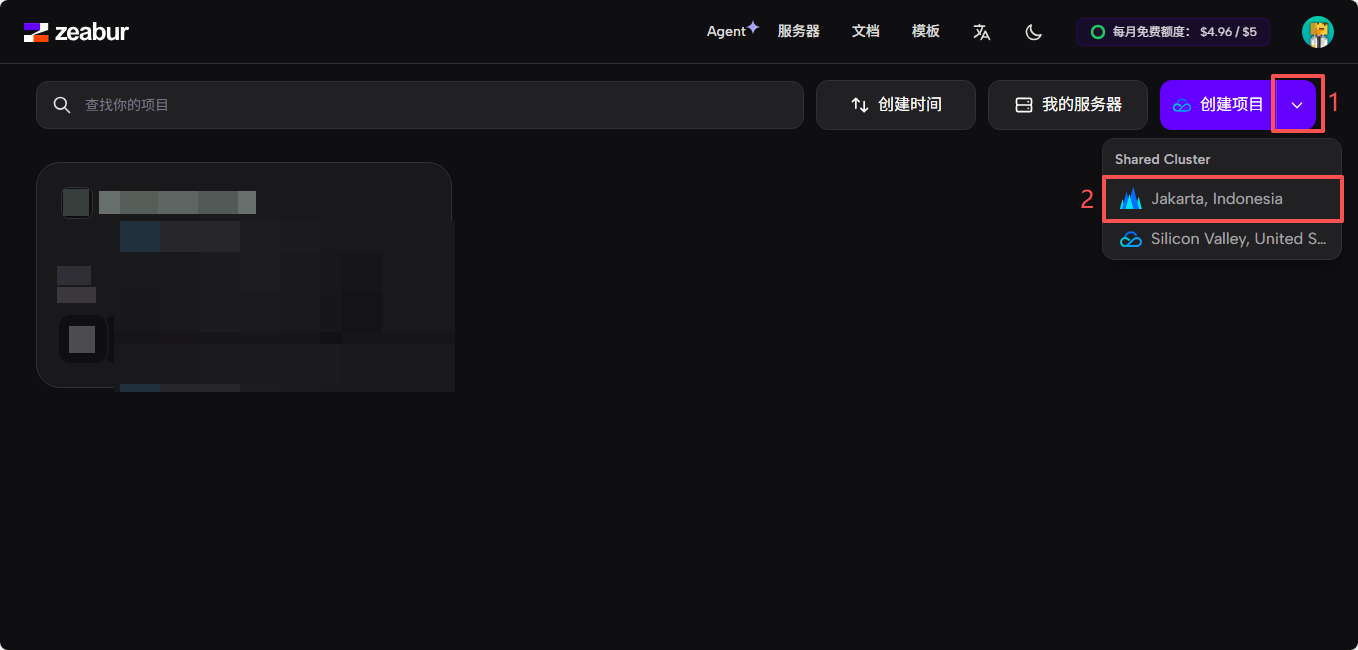 zeabur
Agent 服务器 文档 模板 每月免费额度： $4.96 / $5
查找你的项目 创建时间 我的服务器 创建项目 1
Shared Cluster
2 Jakarta, Indonesia
Silicon Valley, United S...